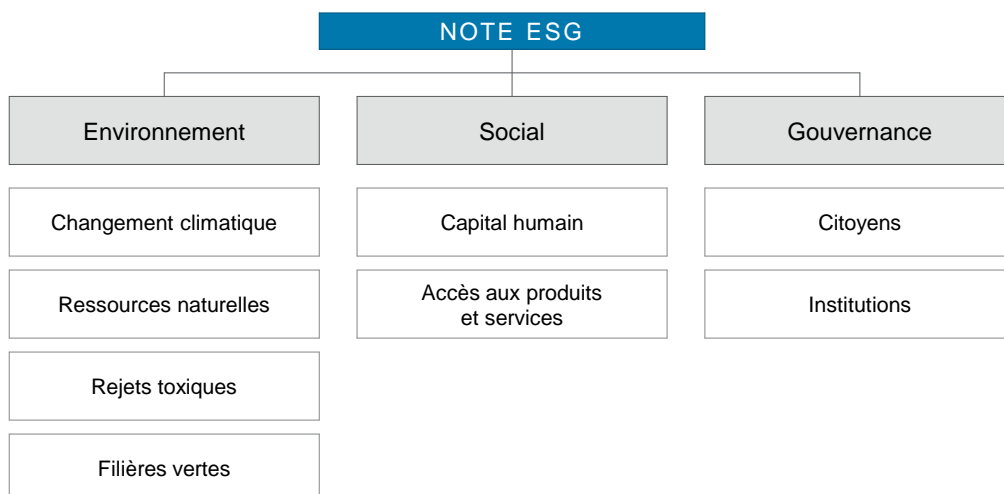 NOTE ESG
Environnement
Social
Gouvernance
Changement climatique
Capital humain
Citoyens
Ressources naturelles
Accès aux produits
et services
Institutions
Rejets toxiques
Filières vertes